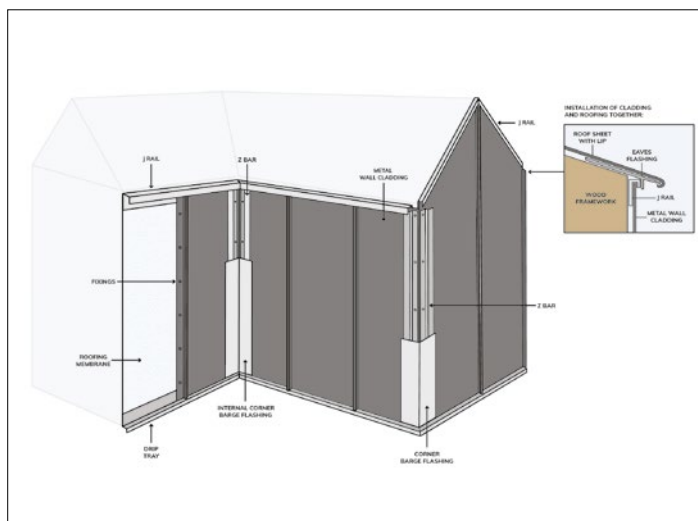 INSTALLATION OF CLADDING
AND ROOFING TOGETHER:
ROOF SHEET
WITH LIP
EAVES
FLASHING
WOOD
FRAMEWORK
J RAIL
METAL WALL
CLADDING
J RAIL
J RAIL
Z BAR
METAL
WALL CLADDING
FIXINGS
Z BAR
ROOFING
MEMBRANE
INTERNAL CORNER
BARGE FLASHING
DRIP
TRAY
CORNER
BARGE FLASHING